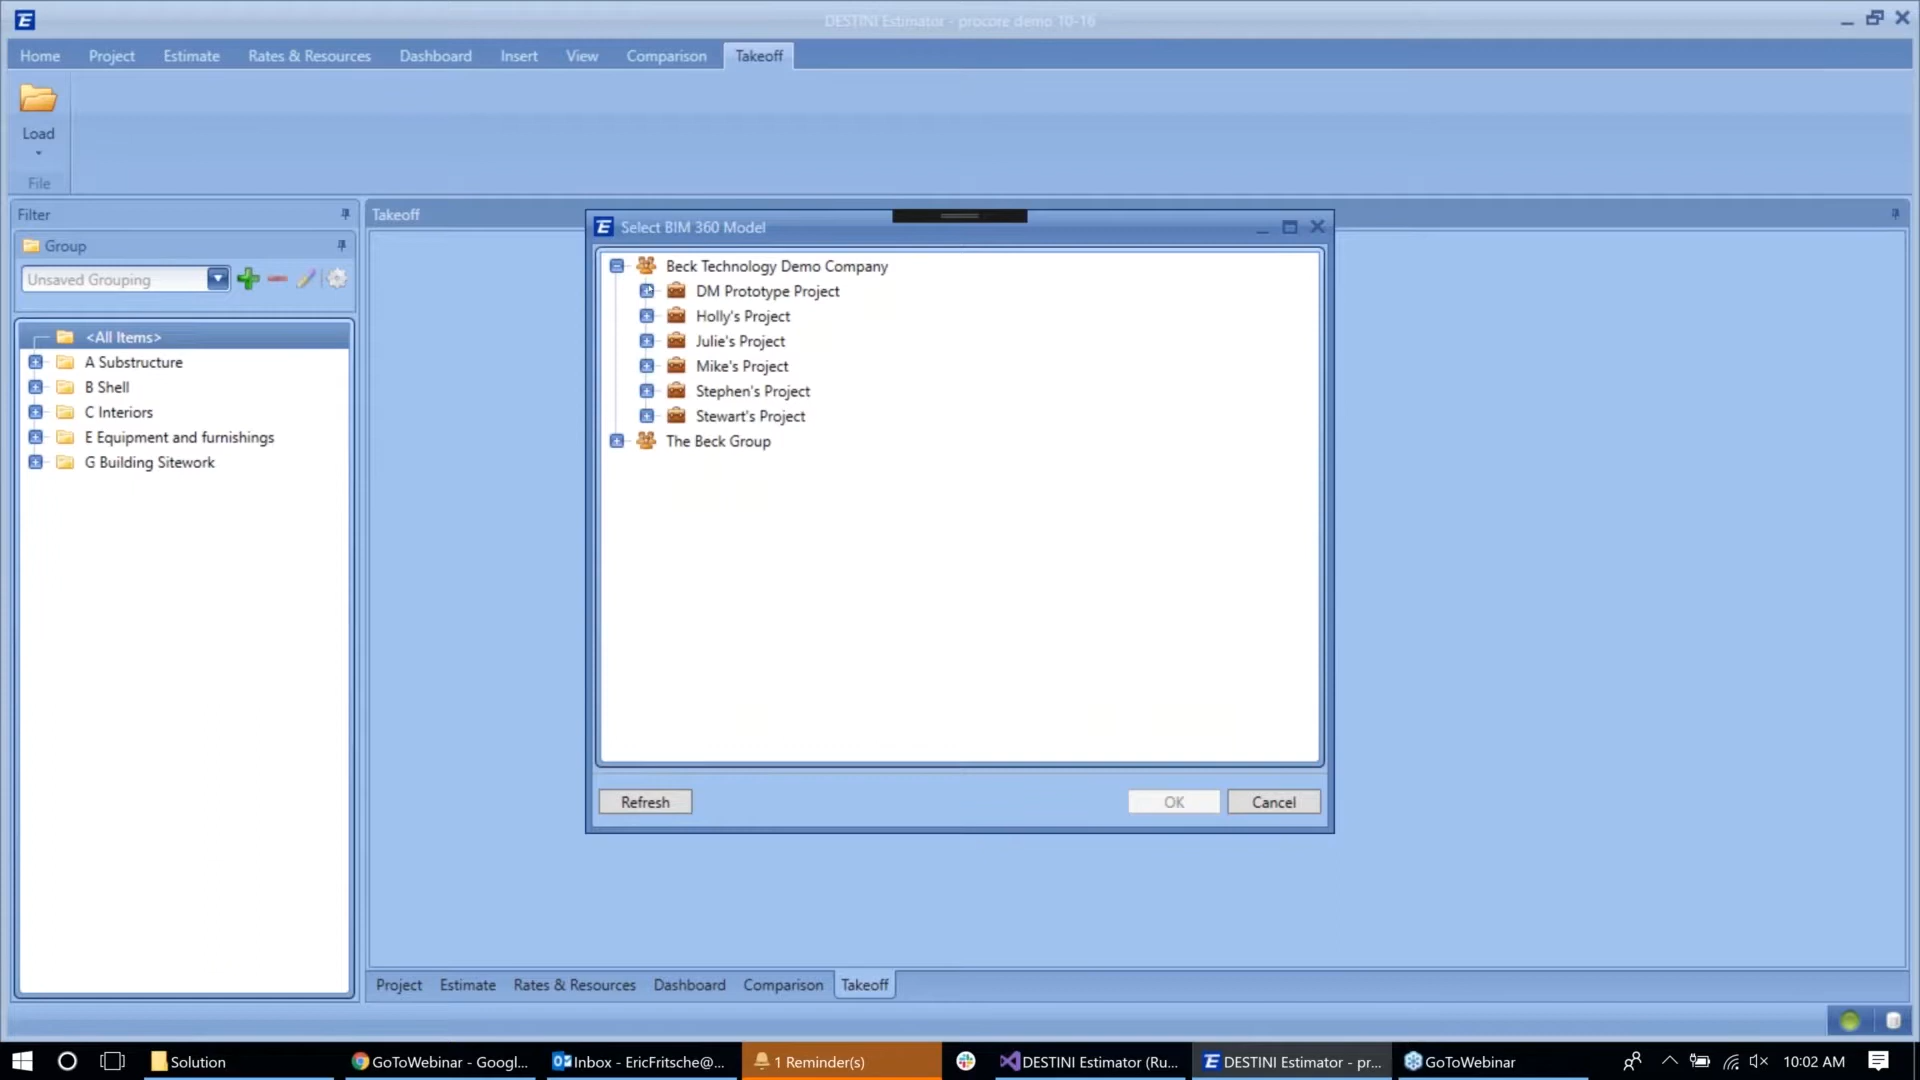 DESTINI Estimator - procore demo 10-16
Home Project Estimate Rates & Resources Dashboard Insert View Comparison Takeoff
Load
File
Filter
Group
Unsaved Grouping
<All Items>
A Substructure
B Shell
C Interiors
E Equipment and furnishings
G Building Sitework
Takeoff
Select BIM 360 Model
Beck Technology Demo Company
DM Prototype Project
Holly's Project
Julie's Project
Mike's Project
Stephen's Project
Stewart's Project
The Beck Group
Refresh OK Cancel
Project Estimate Rates & Resources Dashboard Comparison Takeoff
Solution GoToWebinar - Googl... Inbox - EricFritsche@... 1 Reminder(s) DESTINI Estimator (Ru... DESTINI Estimator - pr... GoToWebinar 10:02 AM